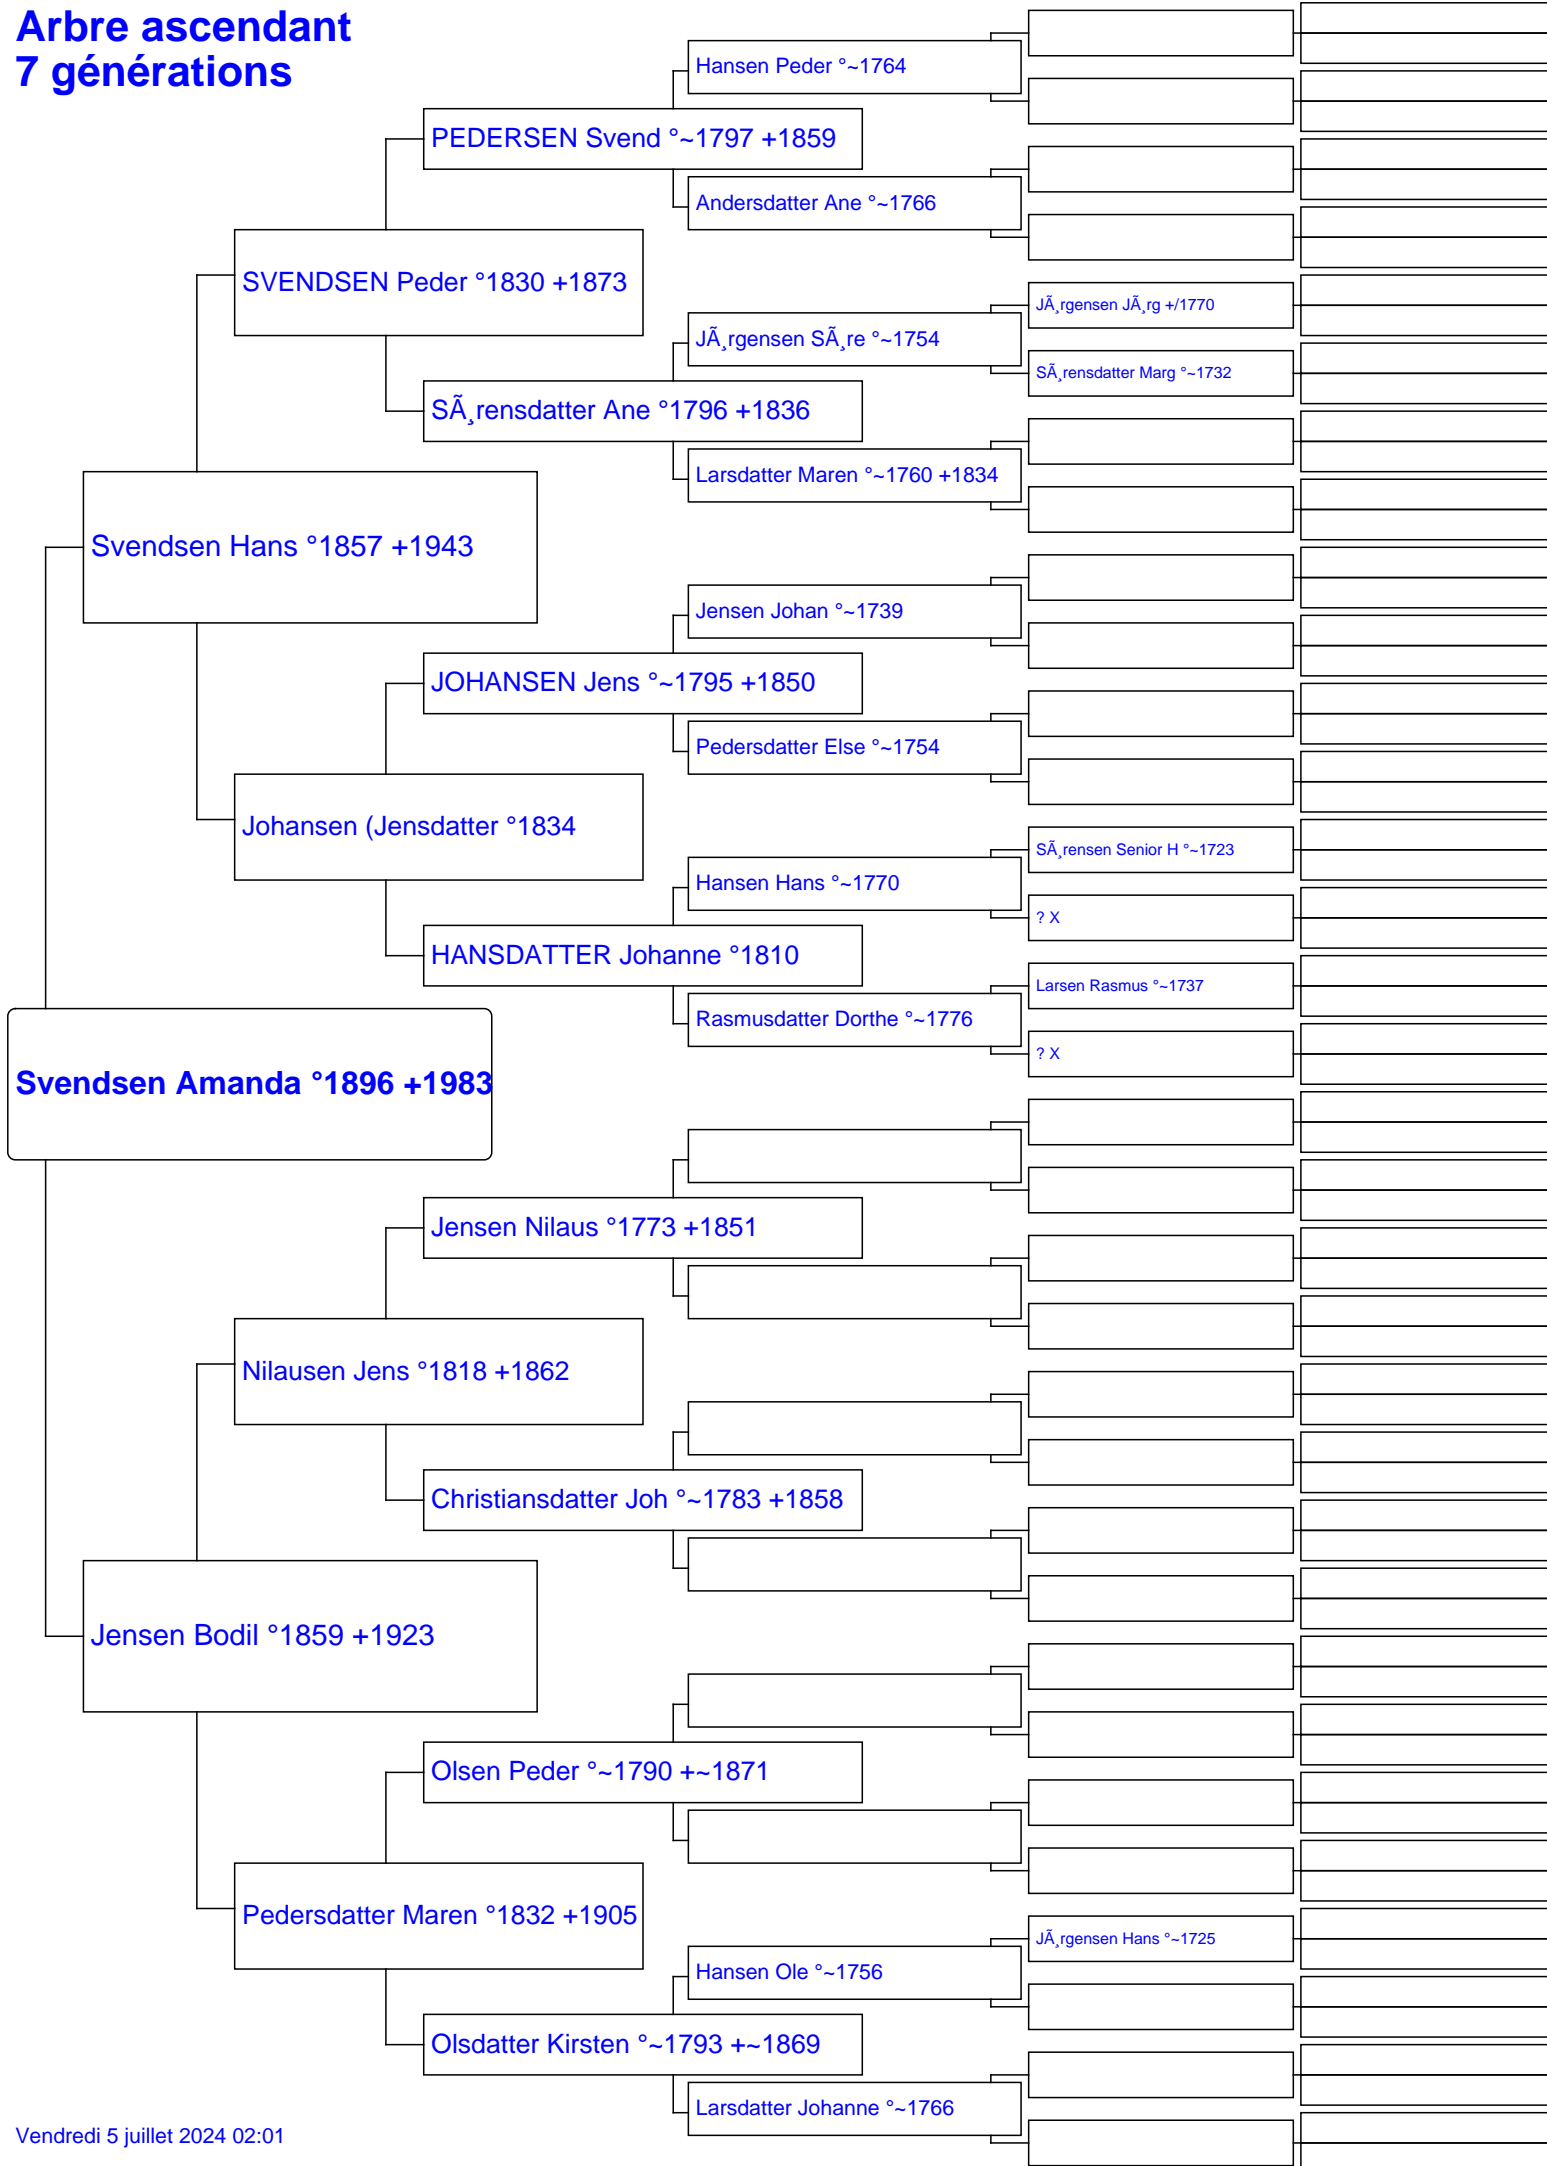 Arbre ascendant
7 générations
Hansen Peder °~1764
PEDERSEN Svend °~1797 +1859
Andersdatter Ane °~1766
SVENDSEN Peder °1830 +1873
JÃ¸rgensen JÃ¸rg +/1770
JÃ¸rgensen SÃ¸re °~1754
SÃ¸rensdatter Marg °~1732
SÃ¸rensdatter Ane °1796 +1836
Larsdatter Maren °~1760 +1834
Svendsen Hans °1857 +1943
Jensen Johan °~1739
JOHANSEN Jens °~1795 +1850
Pedersdatter Else °~1754
Johansen (Jensdatter °1834
SÃ¸rensen Senior H °~1723
Hansen Hans °~1770
? X
HANSDATTER Johanne °1810
Larsen Rasmus °~1737
Rasmusdatter Dorthe °~1776
? X
Svendsen Amanda °1896 +1983
Jensen Nilaus °1773 +1851
Nilausen Jens °1818 +1862
Christiansdatter Joh °~1783 +1858
Jensen Bodil °1859 +1923
Olsen Peder °~1790 +~1871
Pedersdatter Maren °1832 +1905
JÃ¸rgensen Hans °~1725
Hansen Ole °~1756
Olsdatter Kirsten °~1793 +~1869
Larsdatter Johanne °~1766
Vendredi 5 juillet 2024 02:01